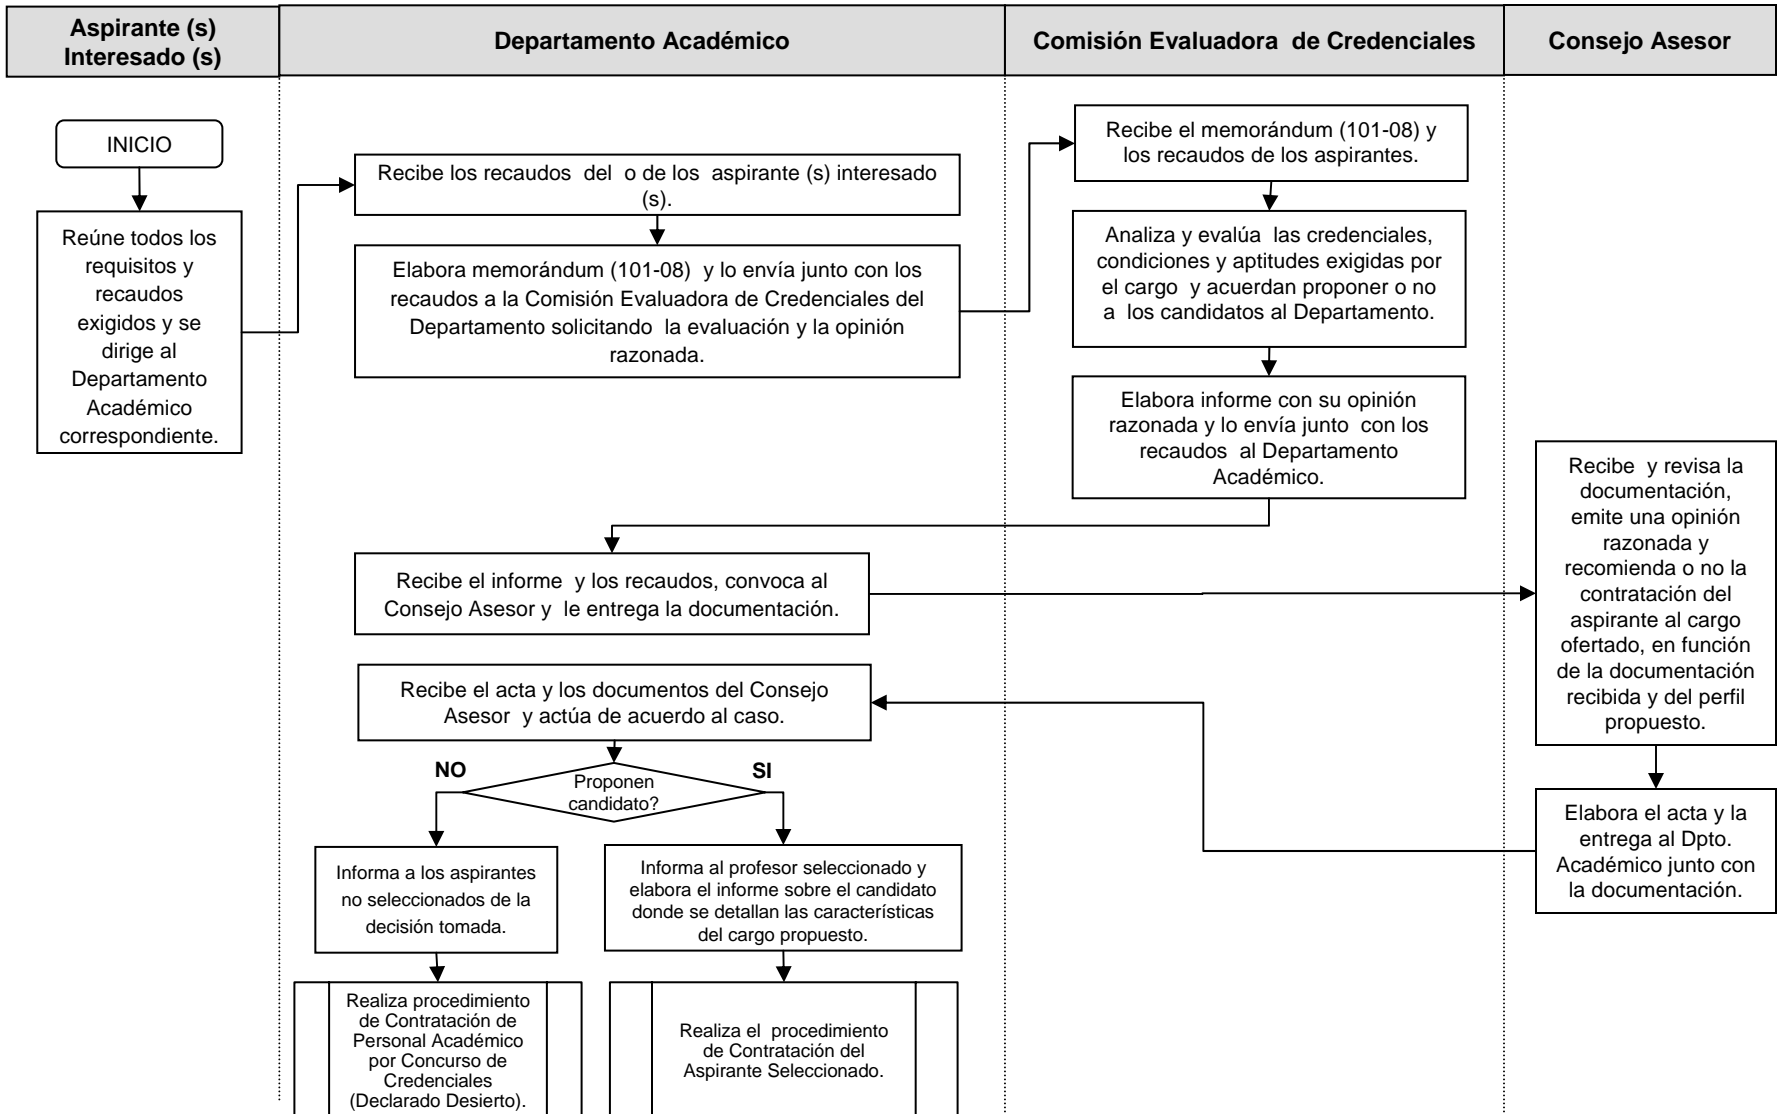 Aspirante (s)
Interesado (s)
Departamento Académico
Comisión Evaluadora de Credenciales
Consejo Asesor
INICIO
Reúne todos los
requisitos y
recaudos
exigidos y se
dirige al
Departamento
Académico
correspondiente.
Recibe los recaudos del o de los aspirante (s) interesado
(s).
Elabora memorándum (101-08) y lo envía junto con los
recaudos a la Comisión Evaluadora de Credenciales del
Departamento solicitando la evaluación y la opinión
razonada.
Recibe el memorándum (101-08) y
los recaudos de los aspirantes.
Analiza y evalúa las credenciales,
condiciones y aptitudes exigidas por
el cargo y acuerdan proponer o no
a los candidatos al Departamento.
Elabora informe con su opinión
razonada y lo envía junto con los
recaudos al Departamento
Académico.
Recibe el informe y los recaudos, convoca al
Consejo Asesor y le entrega la documentación.
Recibe y revisa la
documentación,
emite una opinión
razonada y
recomienda o no la
contratación del
aspirante al cargo
ofertado, en función
de la documentación
recibida y del perfil
propuesto.
Elabora el acta y la
entrega al Dpto.
Académico junto con
la documentación.
Recibe el acta y los documentos del Consejo
Asesor y actúa de acuerdo al caso.
NO
Proponen
candidato?
SI
Informa a los aspirantes
no seleccionados de la
decisión tomada.
Informa al profesor seleccionado y
elabora el informe sobre el candidato
donde se detallan las características
del cargo propuesto.
Realiza procedimiento
de Contratación de
Personal Académico
por Concurso de
Credenciales
(Declarado Desierto).
Realiza el procedimiento
de Contratación del
Aspirante Seleccionado.